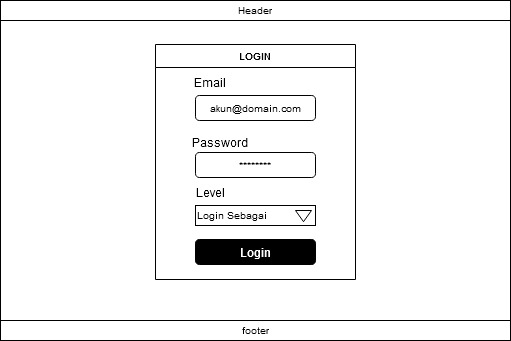 Header
LOGIN
Email
akun@domain.com
Password
********
Level
Login Sebagai
Login
footer